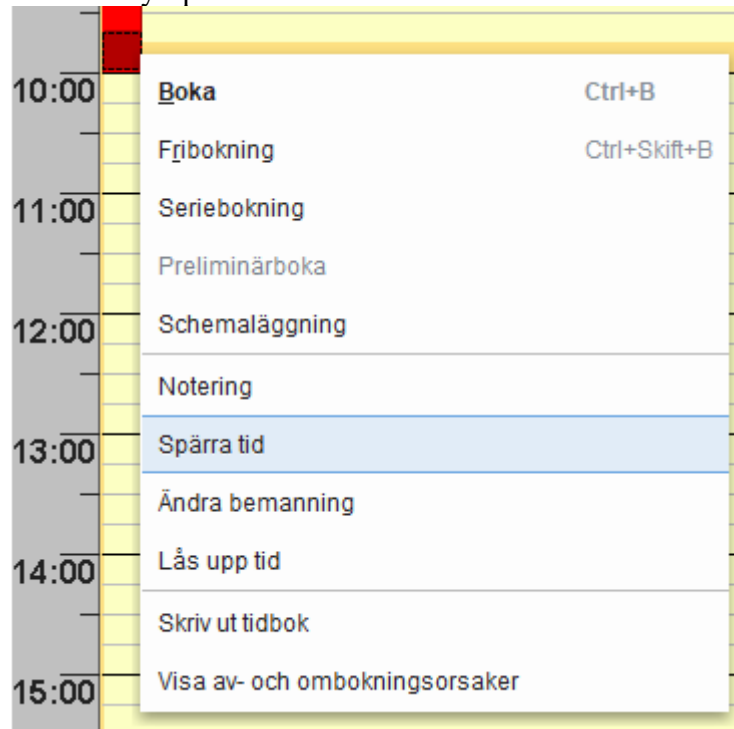 10:00
11:00
12:00
13:00
14:00
15:00
Boka Ctrl+B
Fribokning Ctrl+Skift+B
Seriebokning
Preliminärboka
Schemaläggning
Notering
Spärra tid
Ändra bemanning
Lås upp tid
Skriv ut tidbok
Visa av- och ombokningsorsaker